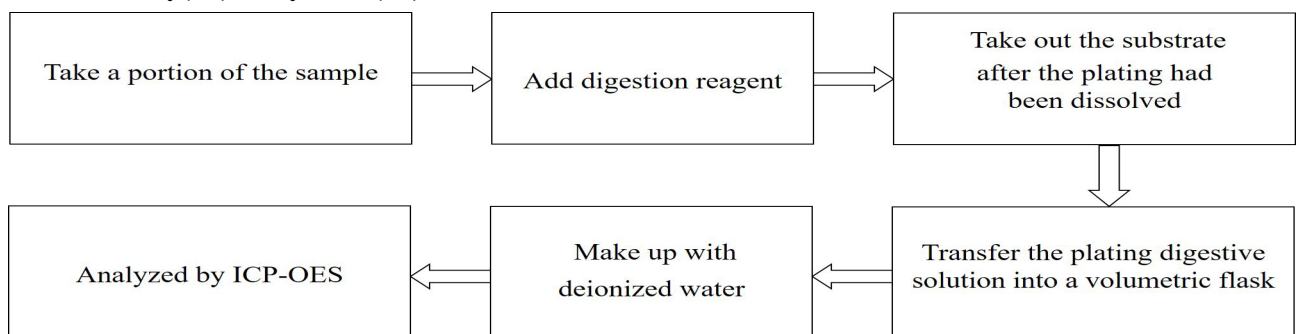 Take a portion of the sample
Add digestion reagent
Take out the substrate
after the plating had
been dissolved
Transfer the plating digestive
solution into a volumetric flask
Make up with
deionized water
Analyzed by ICP-OES